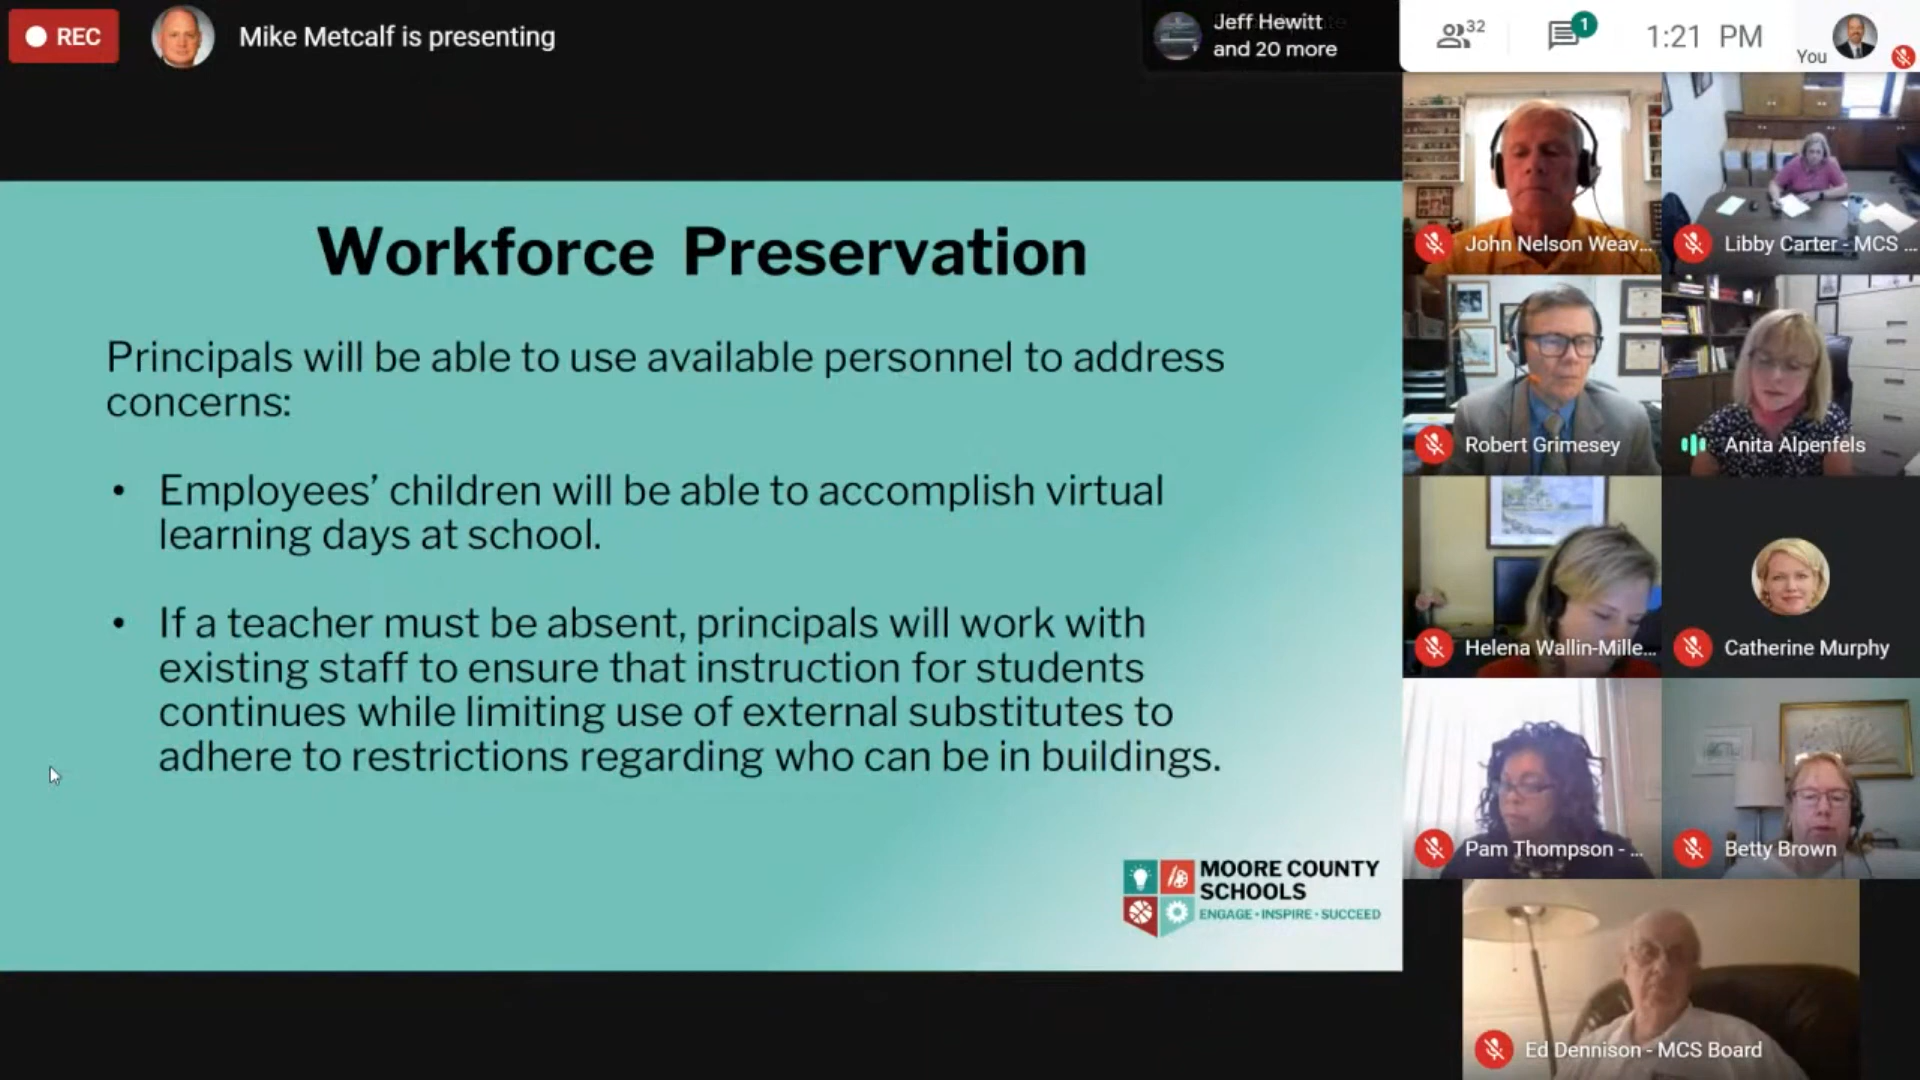 REC
Mike Metcalf is presenting
Jeff Hewitt
and 20 more
32
1
1:21 PM
You
Workforce Preservation
Principals will be able to use available personnel to address
concerns:
• Employees’ children will be able to accomplish virtual
learning days at school.
• If a teacher must be absent, principals will work with
existing staff to ensure that instruction for students
continues while limiting use of external substitutes to
adhere to restrictions regarding who can be in buildings.
MOORE COUNTY
SCHOOLS
ENGAGE • INSPIRE • SUCCEED
John Nelson Weav...
Libby Carter - MCS ...
Robert Grimesey
Anita Alpenfels
Helena Wallin-Mille...
Catherine Murphy
Pam Thompson - ...
Betty Brown
Ed Dennison - MCS Board